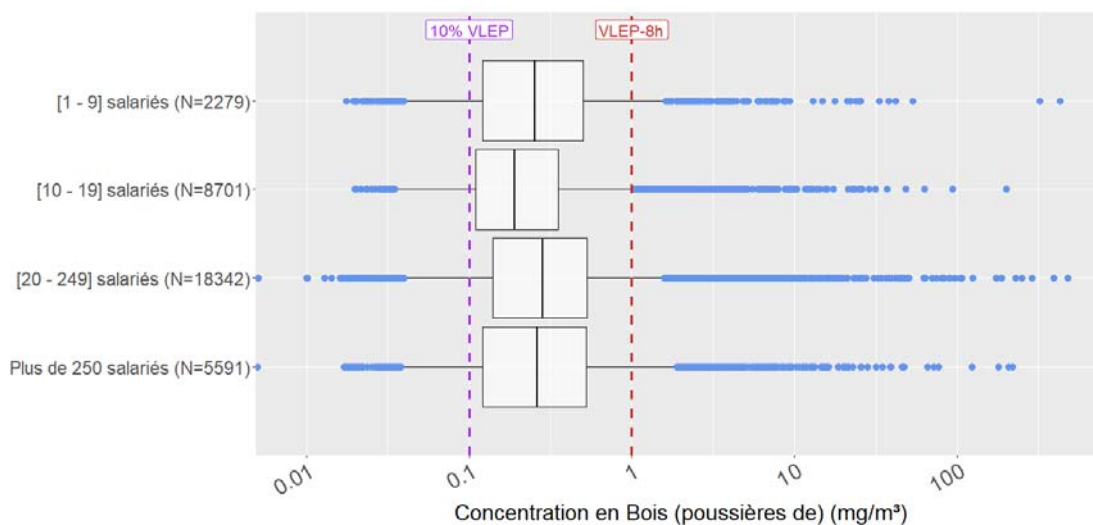 10% VLEP VLEP-8h
[1 - 9] salariés (N=2279)
[10 - 19] salariés (N=8701)
[20 - 249] salariés (N=18342)
Plus de 250 salariés (N=5591)
0.01 0.1 1 10 100
Concentration en Bois (poussières de) (mg/m³)